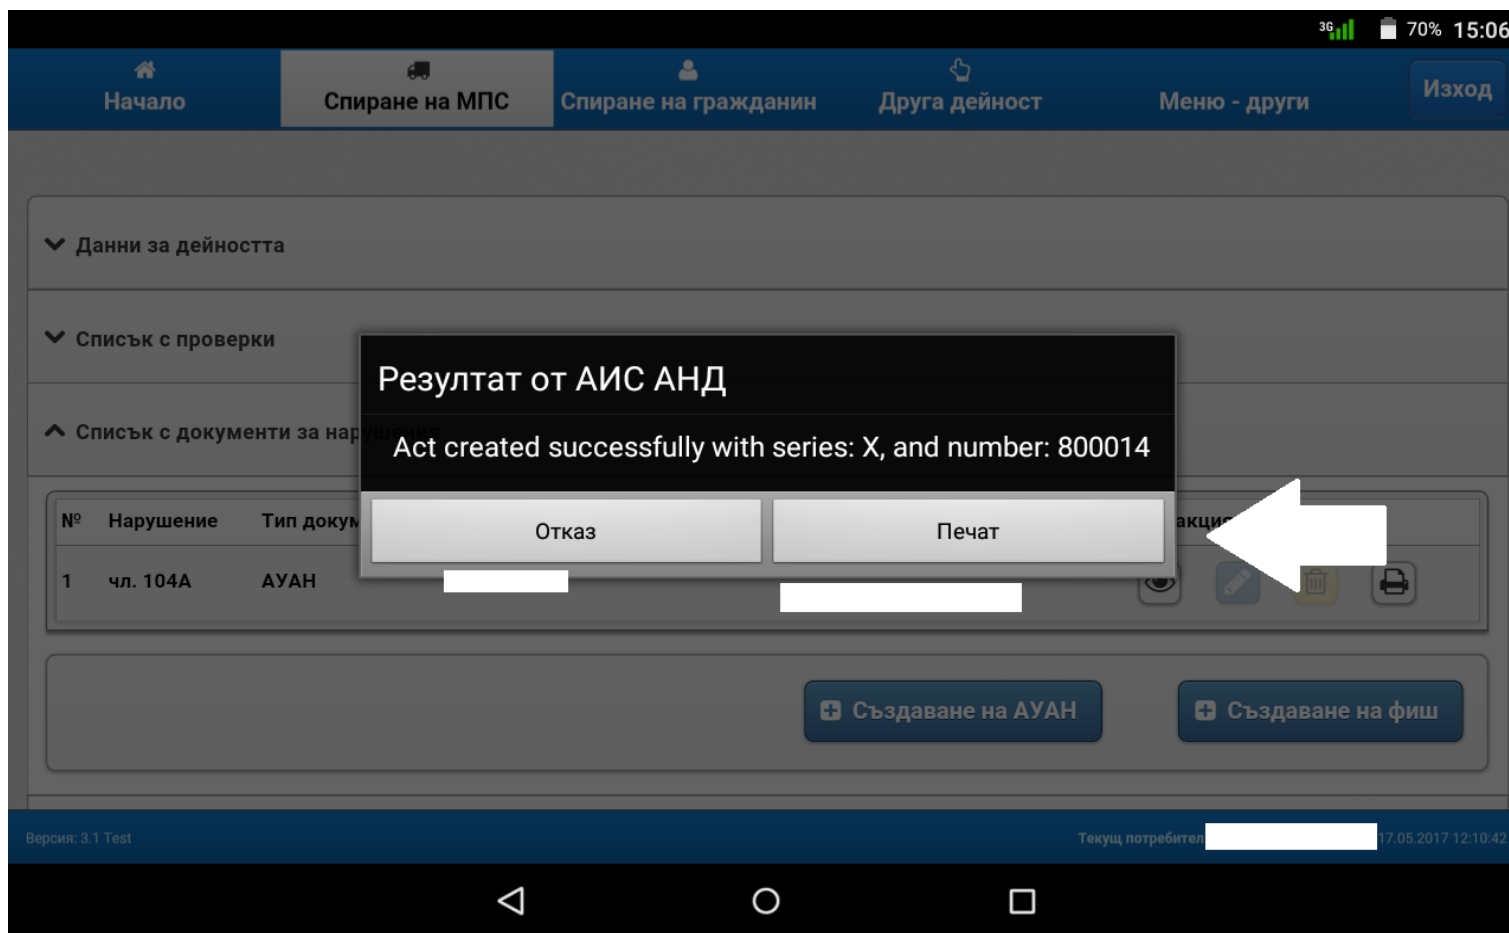 3G 70% 15:06
Начало Спиране на МПС Спиране на гражданин Друга дейност Меню - други Изход
Данни за дейността
Списък с проверки
Резултат от АИС АНД
Списък с документи за нарушения
Act created successfully with series: X, and number: 800014
№ Нарушение Тип докум
Отказ Печат
акция
1 чл. 104А АУАН
Създаване на АУАН Създаване на фиш
Версия: 3.1 Test Текущ потребител 17.05.2017 12:10:42